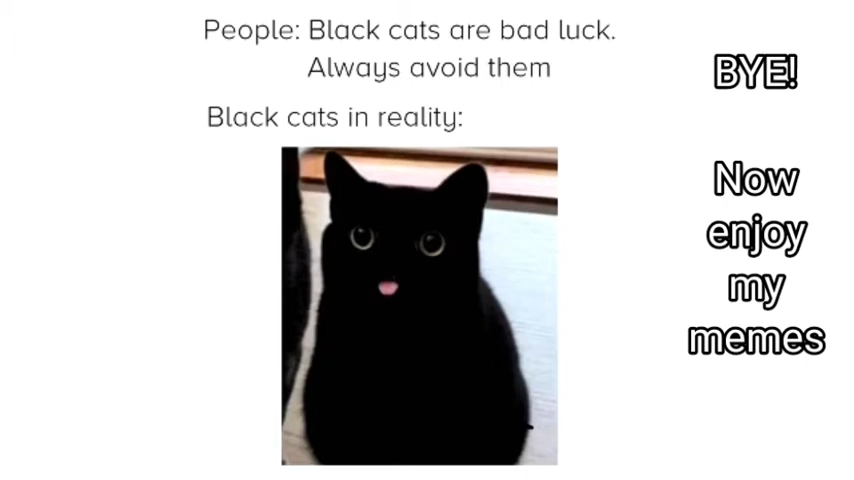 People: Black cats are bad luck.
Always avoid them
Black cats in reality:
BYE!
Now
enjoy
my
memes